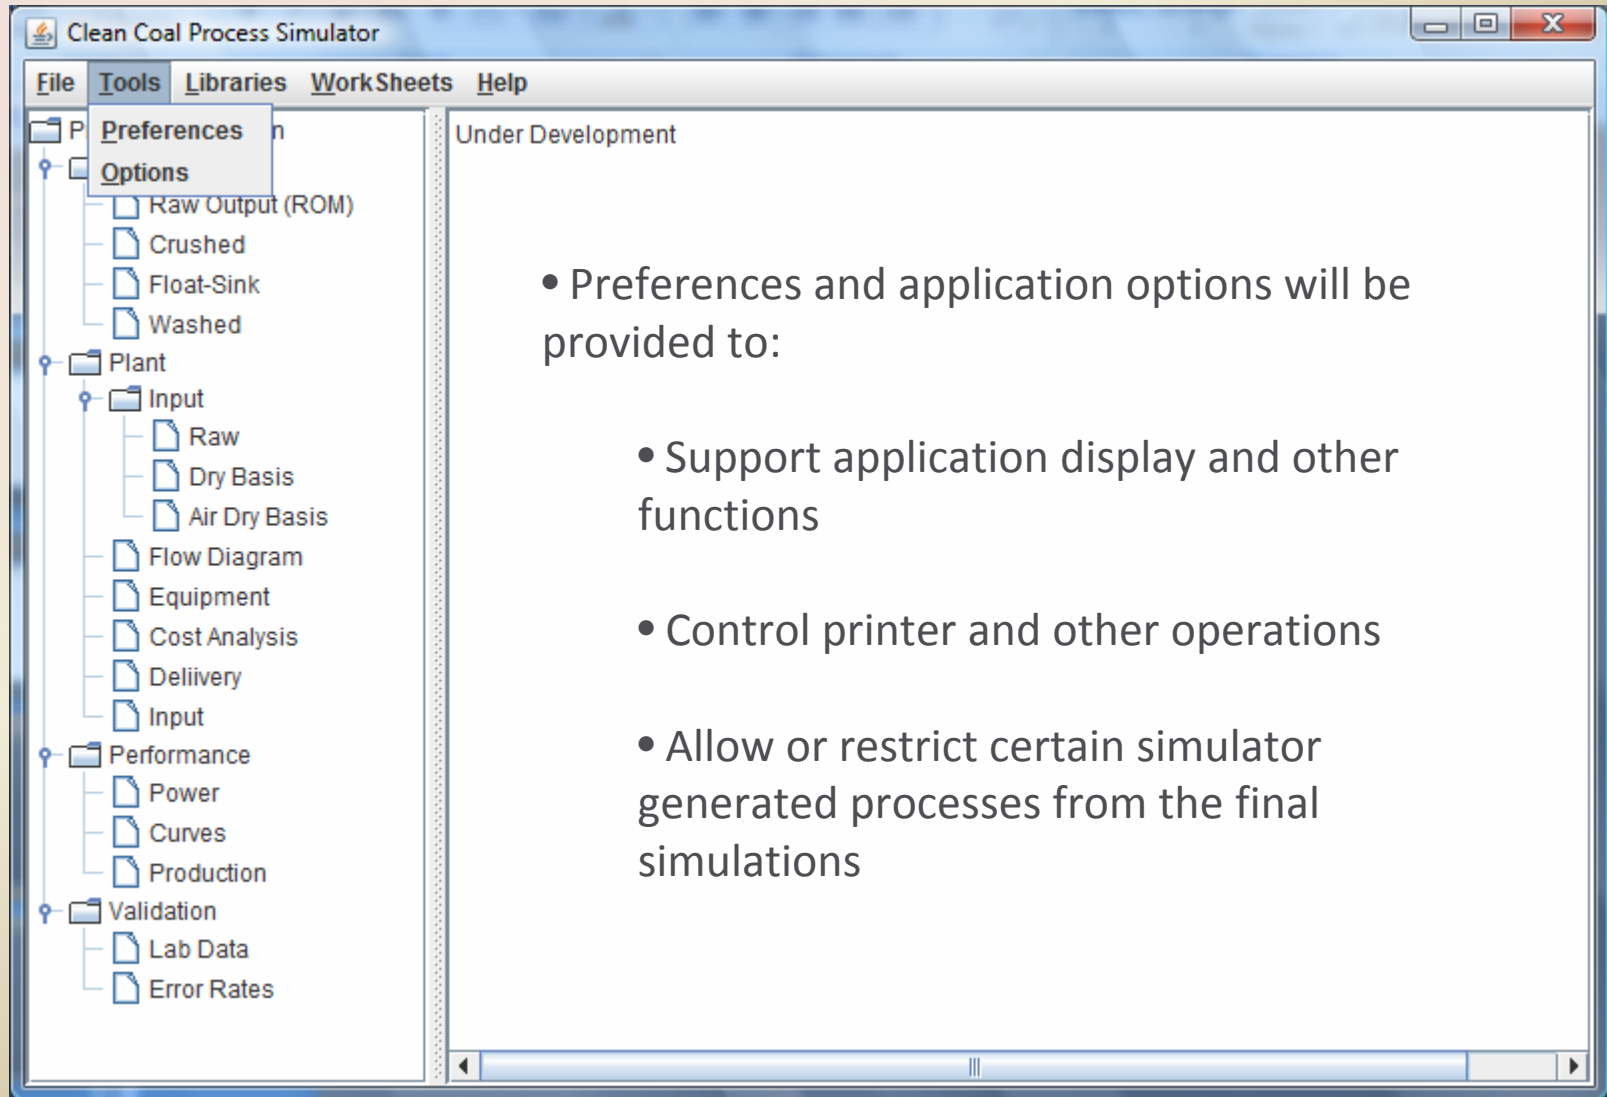 Clean Coal Process Simulator
File Tools Libraries WorkSheets Help
Preferences
Options
Raw Output (ROM)
Crushed
Float-Sink
Washed
Plant
Input
Raw
Dry Basis
Air Dry Basis
Flow Diagram
Equipment
Cost Analysis
Deliivery
Input
Performance
Power
Curves
Production
Validation
Lab Data
Error Rates
Under Development
• Preferences and application options will be
provided to:
• Support application display and other
functions
• Control printer and other operations
• Allow or restrict certain simulator
generated processes from the final
simulations